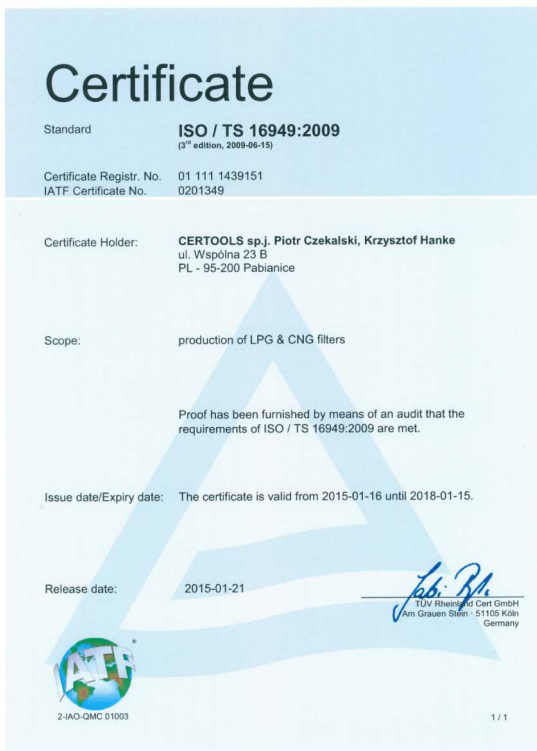 Certificate
Standard ISO / TS 16949:2009
(3rd edition, 2009-06-15)
Certificate Registr. No. 01 111 1439151
IATF Certificate No. 0201349
Certificate Holder: CERTOOLS sp.j. Piotr Czekalski, Krzysztof Hanke
ul. Wspólna 23 B
PL - 95-200 Pabianice
Scope: production of LPG & CNG filters
Proof has been furnished by means of an audit that the
requirements of ISO / TS 16949:2009 are met.
Issue date/Expiry date: The certificate is valid from 2015-01-16 until 2018-01-15.
Release date: 2015-01-21
TÜV Rheinland Cert GmbH
Am Grauen Stein · 51105 Köln
Germany
IATF
2-IAO-QMC 01003
1 / 1